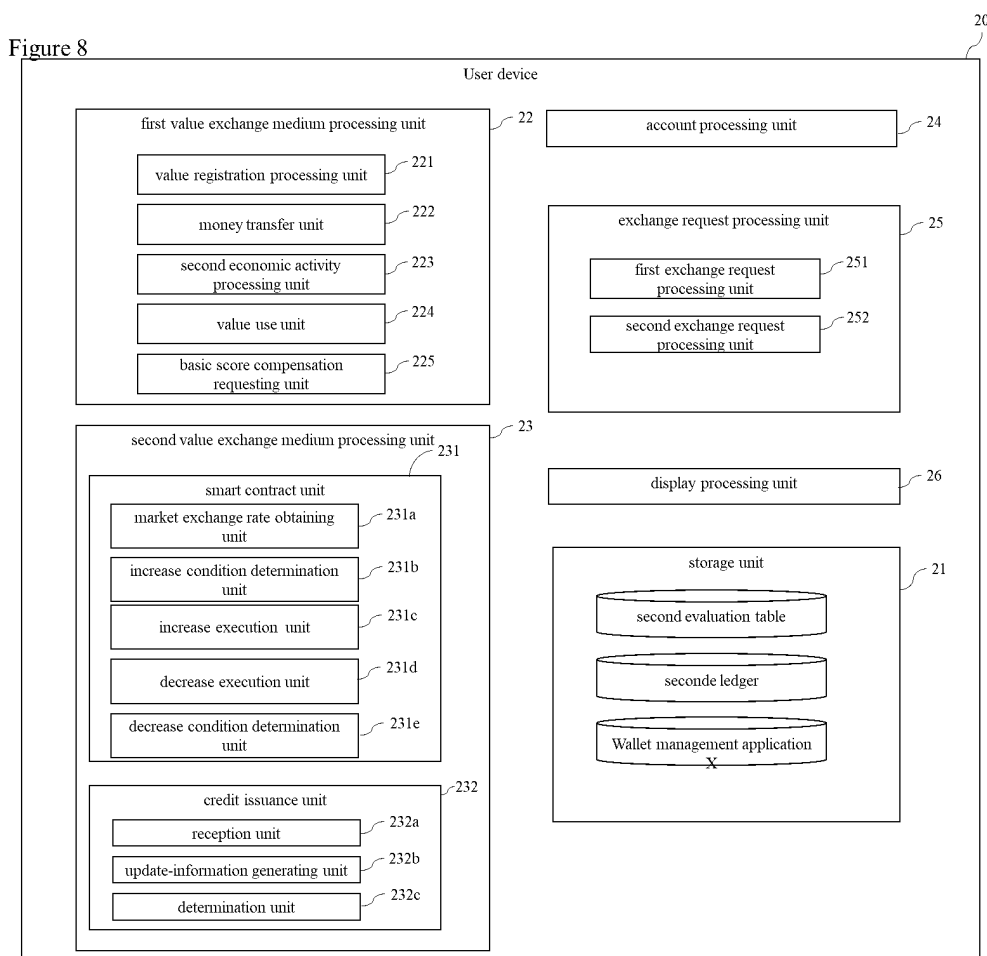 20
Figure 8
User device
first value exchange medium processing unit
22
value registration processing unit
221
money transfer unit
222
second economic activity
processing unit
223
value use unit
224
basic score compensation
requesting unit
225
second value exchange medium processing unit
23
231
smart contract unit
market exchange rate obtaining
unit
231a
increase condition determination
unit
231b
increase execution unit
231c
decrease execution unit
231d
decrease condition determination
unit
231e
credit issuance unit
232
reception unit
232a
update-information generating unit
232b
determination unit
232c
account processing unit
24
exchange request processing unit
25
first exchange request
processing unit
251
second exchange request
processing unit
252
display processing unit
26
storage unit
21
second evaluation table
seconde ledger
Wallet management application
X